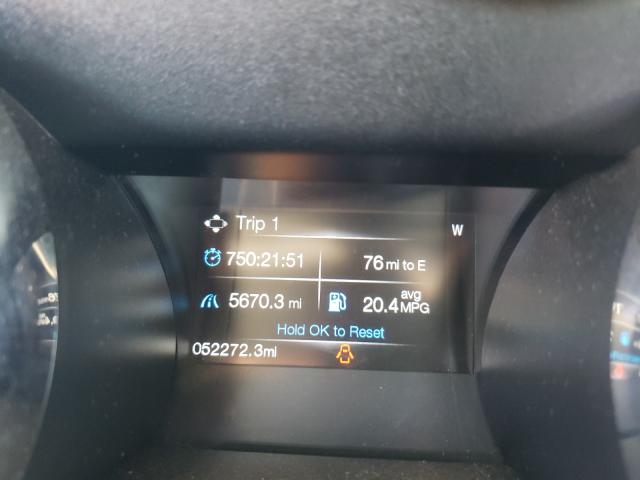 Trip 1
W
750:21:51
76 mi to E
5670.3 mi
20.4 avg MPG
Hold OK to Reset
052272.3mi